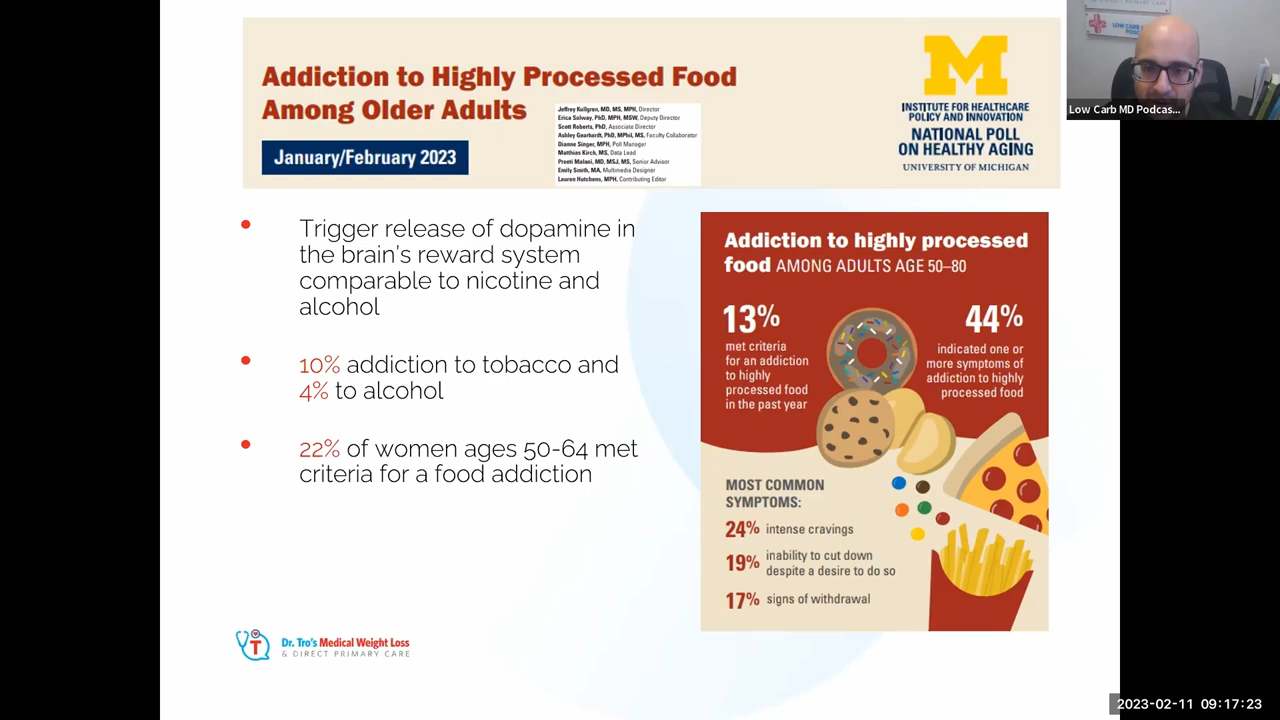 Addiction to Highly Processed Food
Among Older Adults
January/February 2023
Jeffrey Kullgren, MD, MS, MPH, Director
Erica Solway, PhD, MPH, MSW, Deputy Director
Scott Roberts, PhD, Associate Director
Ashley Gearhardt, PhD, MPhil, MS, Faculty Collaborator
Dianne Singer, MPH, Poll Manager
Matthias Kirch, MS, Data Lead
Preeti Malani, MD, MSJ, MS, Senior Advisor
Emily Smith, MA, Multimedia Designer
Lauren Hutchens, MPH, Contributing Editor
M
INSTITUTE FOR HEALTHCARE
POLICY AND INNOVATION
NATIONAL POLL
ON HEALTHY AGING
UNIVERSITY OF MICHIGAN
LOW CARB
Low Carb MD Podcas...
Trigger release of dopamine in
the brain's reward system
comparable to nicotine and
alcohol
10% addiction to tobacco and
4% to alcohol
22% of women ages 50-64 met
criteria for a food addiction
Addiction to highly processed
food AMONG ADULTS AGE 50–80
13%
met criteria
for an addiction
to highly
processed food
in the past year
44%
indicated one or
more symptoms of
addiction to highly
processed food
MOST COMMON
SYMPTOMS:
24% intense cravings
19% inability to cut down
despite a desire to do so
17% signs of withdrawal
T
Dr. Tro's Medical Weight Loss
& DIRECT PRIMARY CARE
2023-02-11 09:17:23